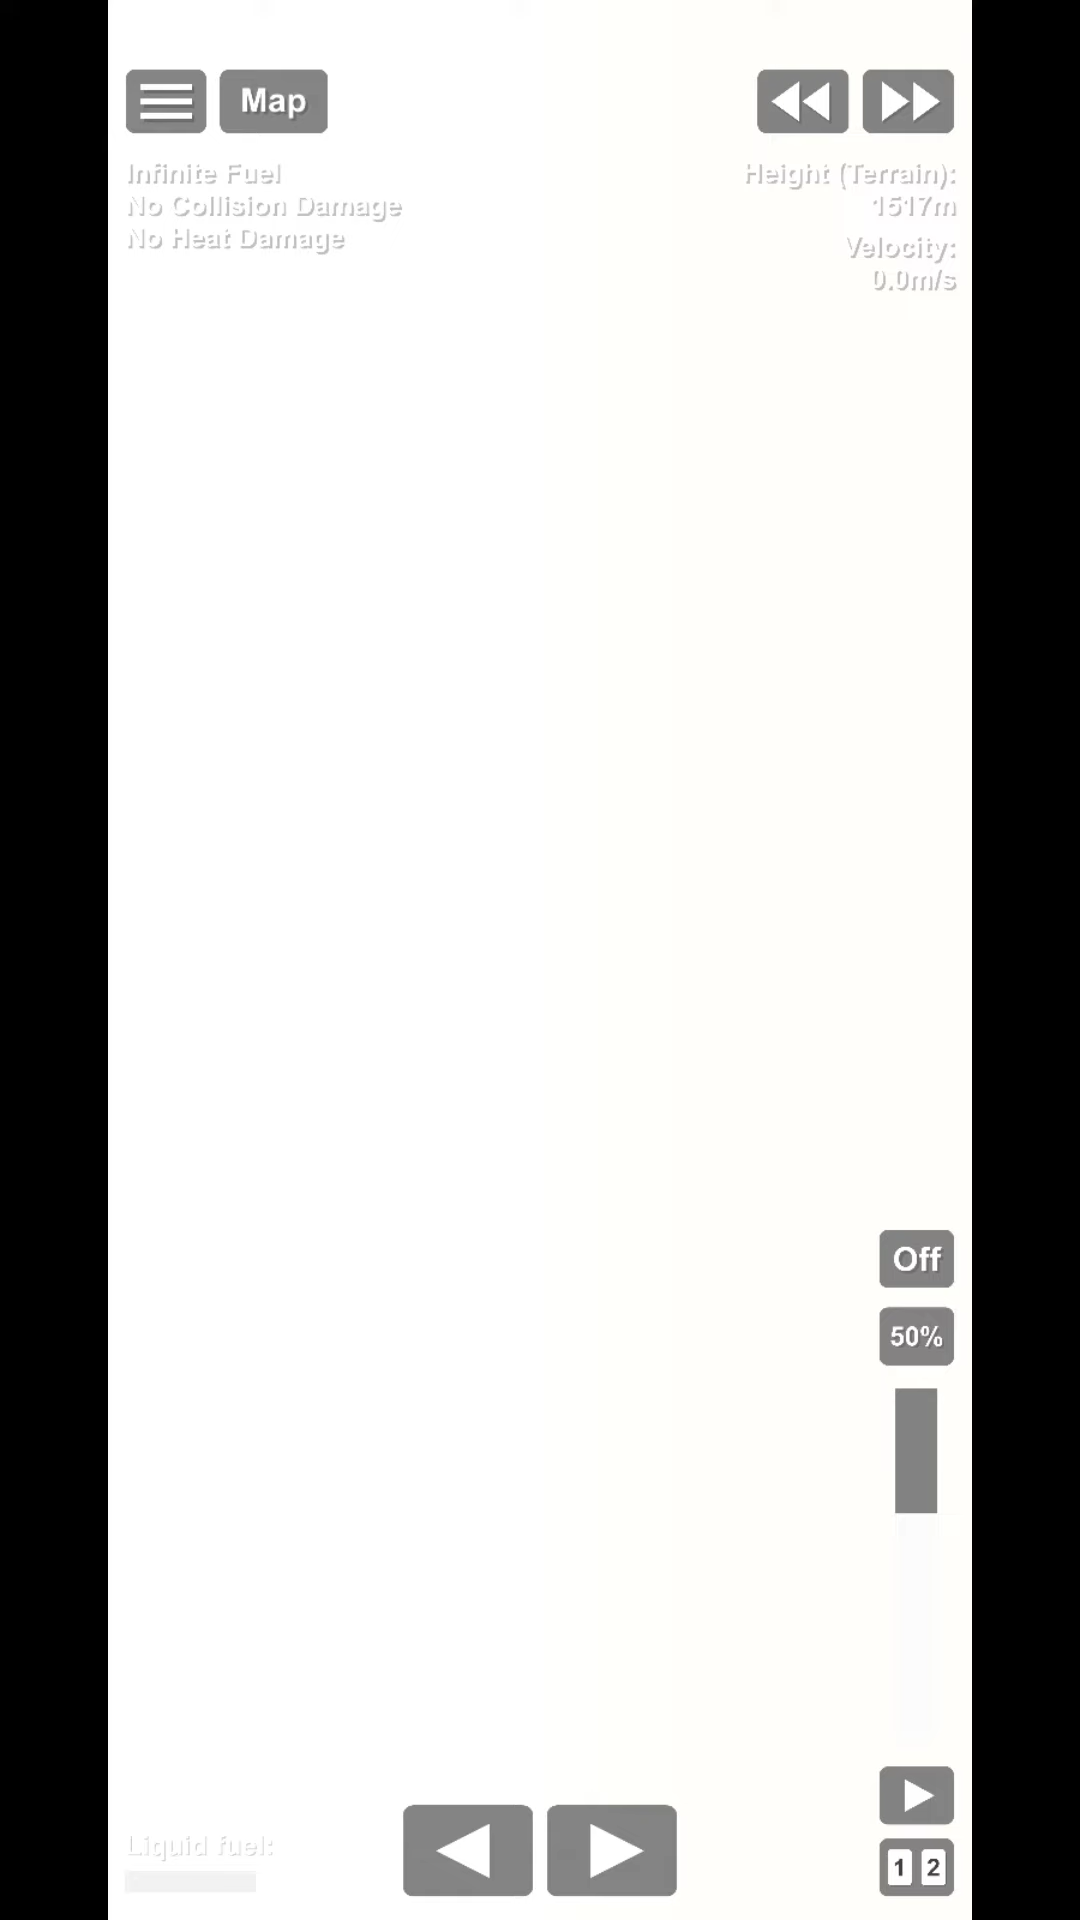 Map
Infinite Fuel
No Collision Damage
No Heat Damage
Height (Terrain):
1517m
Velocity:
0.0m/s
Off
50%
Liquid fuel:
1 2